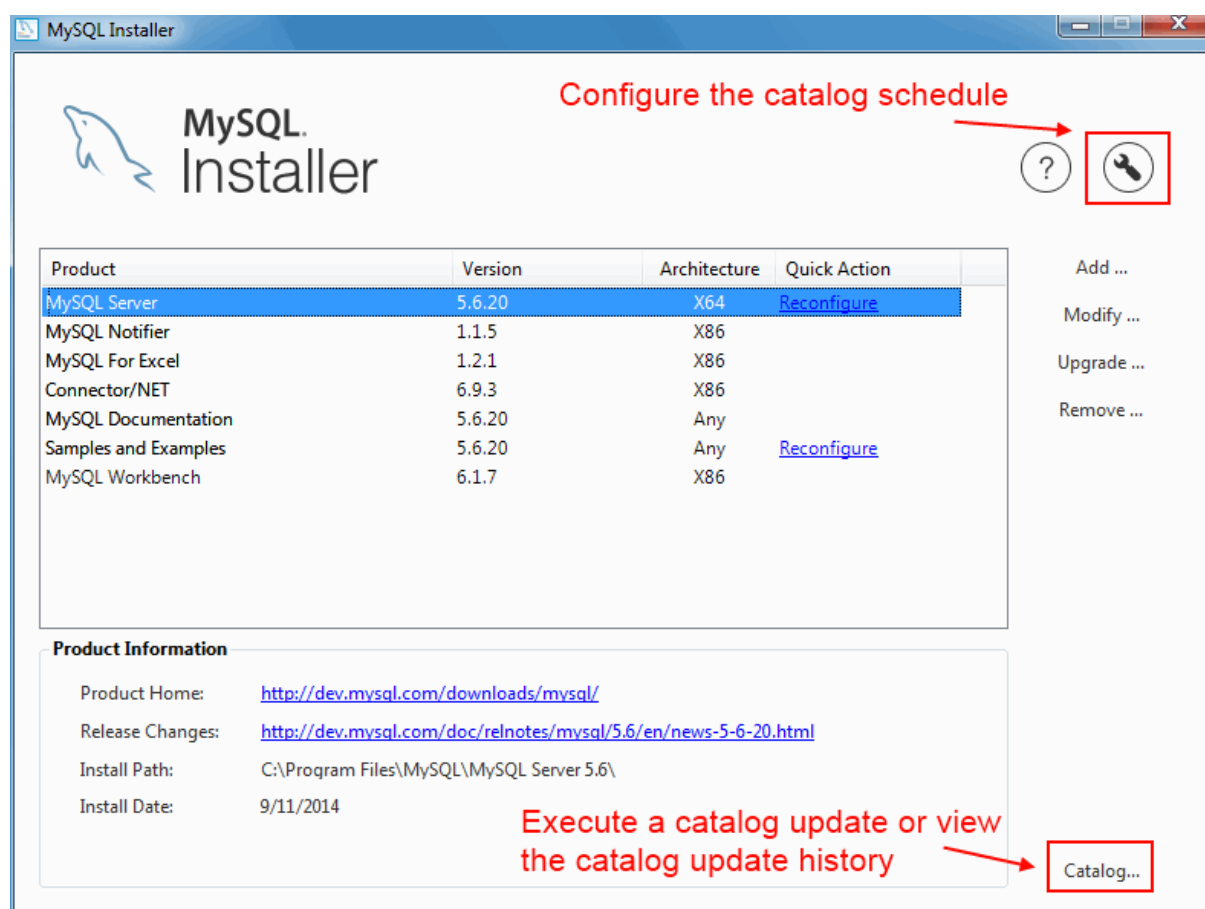 MySQL Installer
Configure the catalog schedule
MySQL.
Installer
?
Product Version Architecture Quick Action
MySQL Server 5.6.20 X64 Reconfigure
MySQL Notifier 1.1.5 X86
MySQL For Excel 1.2.1 X86
Connector/NET 6.9.3 X86
MySQL Documentation 5.6.20 Any
Samples and Examples 5.6.20 Any Reconfigure
MySQL Workbench 6.1.7 X86
Add ...
Modify ...
Upgrade ...
Remove ...
Product Information
Product Home: http://dev.mysql.com/downloads/mysql/
Release Changes: http://dev.mysql.com/doc/relnotes/mysql/5.6/en/news-5-6-20.html
Install Path: C:\Program Files\MySQL\MySQL Server 5.6\
Install Date: 9/11/2014
Execute a catalog update or view
the catalog update history
Catalog...